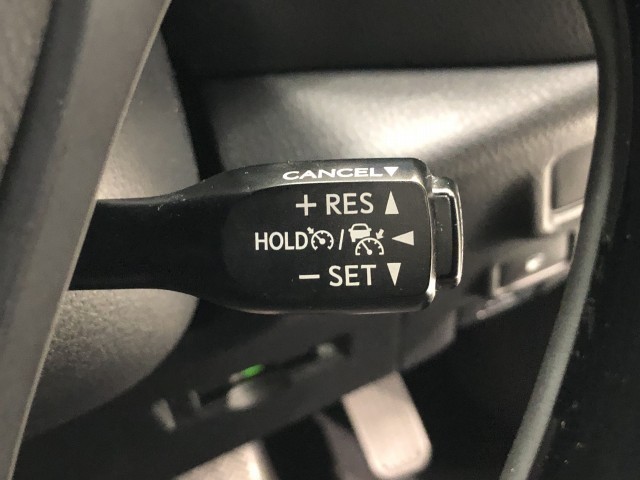 CANCEL▼
+ RES ▲
HOLD / ◀
− SET ▼